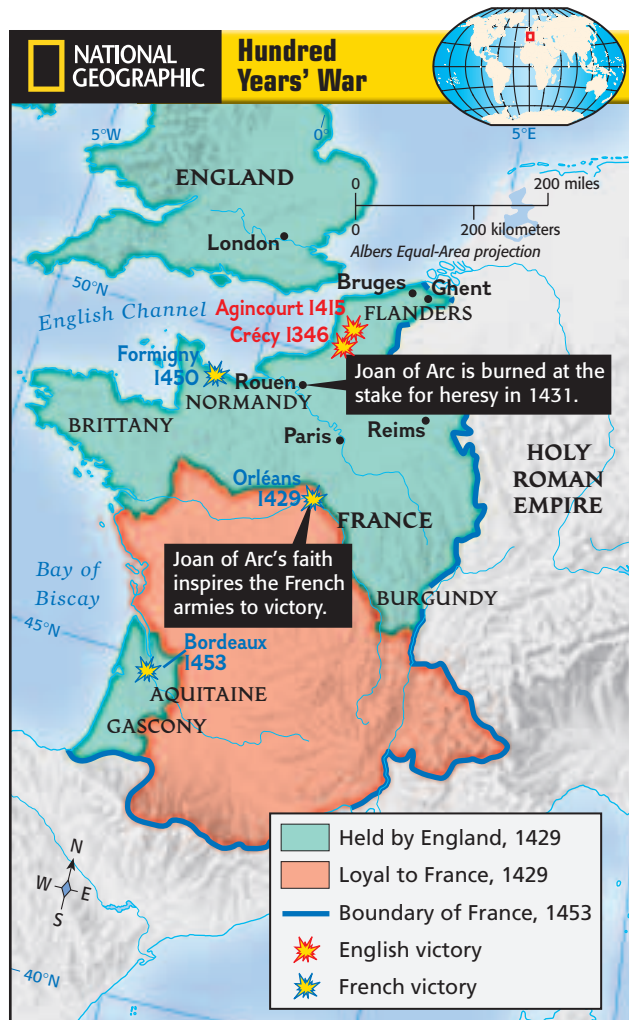 NATIONAL
GEOGRAPHIC
Hundred
Years’ War
5°W
0°
5°E
ENGLAND
0
200 miles
0
200 kilometers
Albers Equal-Area projection
London
50°N
English Channel
Bruges
Ghent
Agincourt 1415
FLANDERS
Crécy 1346
Formigny
1450
Rouen
NORMANDY
Joan of Arc is burned at the
stake for heresy in 1431.
BRITTANY
Paris
Reims
HOLY
ROMAN
EMPIRE
Orléans
1429
FRANCE
Joan of Arc’s faith
inspires the French
armies to victory.
Bay of
Biscay
BURGUNDY
45°N
Bordeaux
1453
AQUITAINE
GASCONY
N
W
E
S
40°N
Held by England, 1429
Loyal to France, 1429
Boundary of France, 1453
English victory
French victory